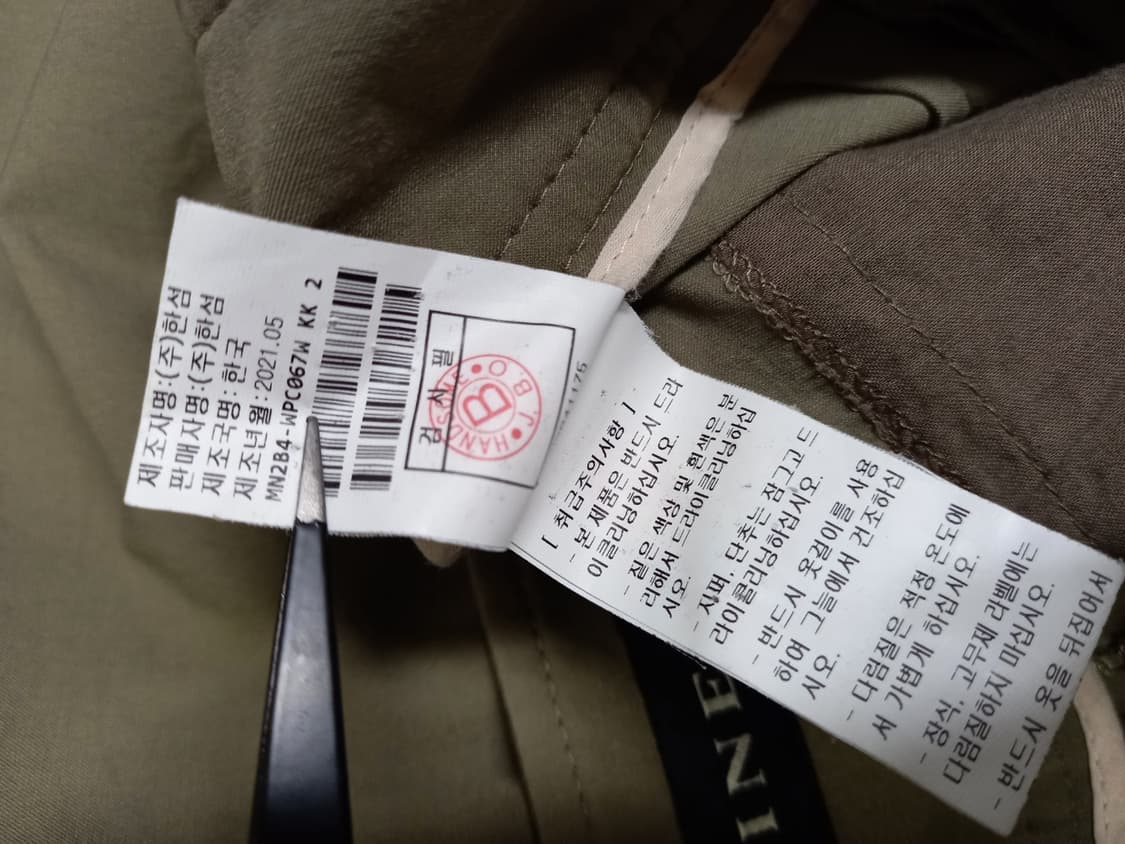 제조자명:(주)한섬
판매자명:(주)한섬
제조국명:한국
제조년월:2021.05
MN2B4-WPC067W KK 2
검 사 필
HANDSOME
B
J. B O
[ 취급주의사항 ]
- 본 제품은 반드시 드라
이클리닝하십시오.
- 짙은 색상 및 흰색은 분
리해서 드라이클리닝하십
시오.
- 지퍼, 단추는 잠그고 드
라이클리닝하십시오.
- 반드시 옷걸이를 사용
하여 그늘에서 건조하십
시오.
- 다림질은 적정 온도에
서 가볍게 하십시오.
- 장식, 고무제 라벨에는
다림질하지 마십시오.
- 반드시 옷을 뒤집어서
INE